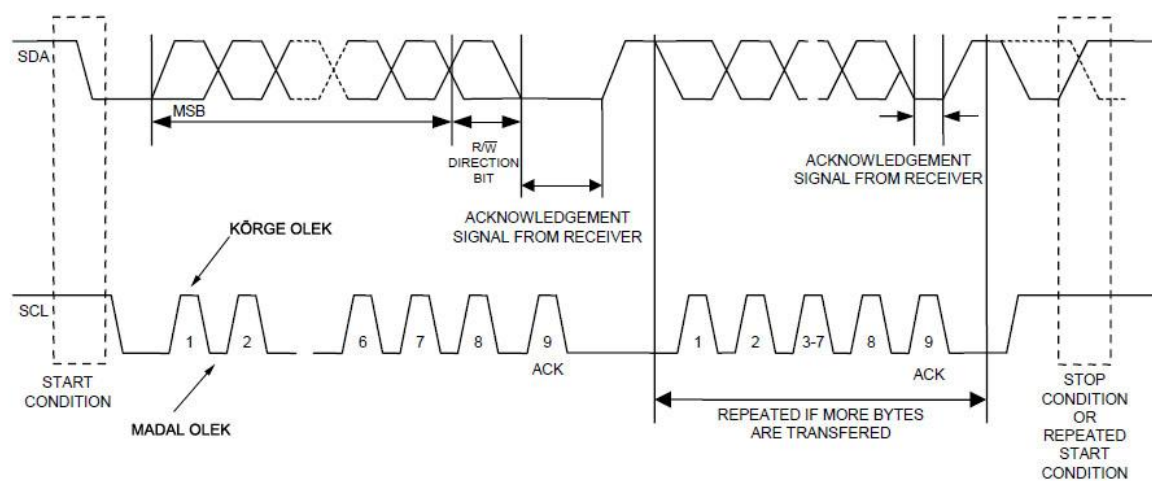 SDA
MSB
R/W
DIRECTION
BIT
ACKNOWLEDGEMENT
SIGNAL FROM RECEIVER
ACKNOWLEDGEMENT
SIGNAL FROM RECEIVER
KÕRGE OLEK
SCL
1
2
6
7
8
9
1
2
3-7
8
9
ACK
ACK
START
CONDITION
MADAL OLEK
REPEATED IF MORE BYTES
ARE TRANSFERED
STOP
CONDITION
OR
REPEATED
START
CONDITION